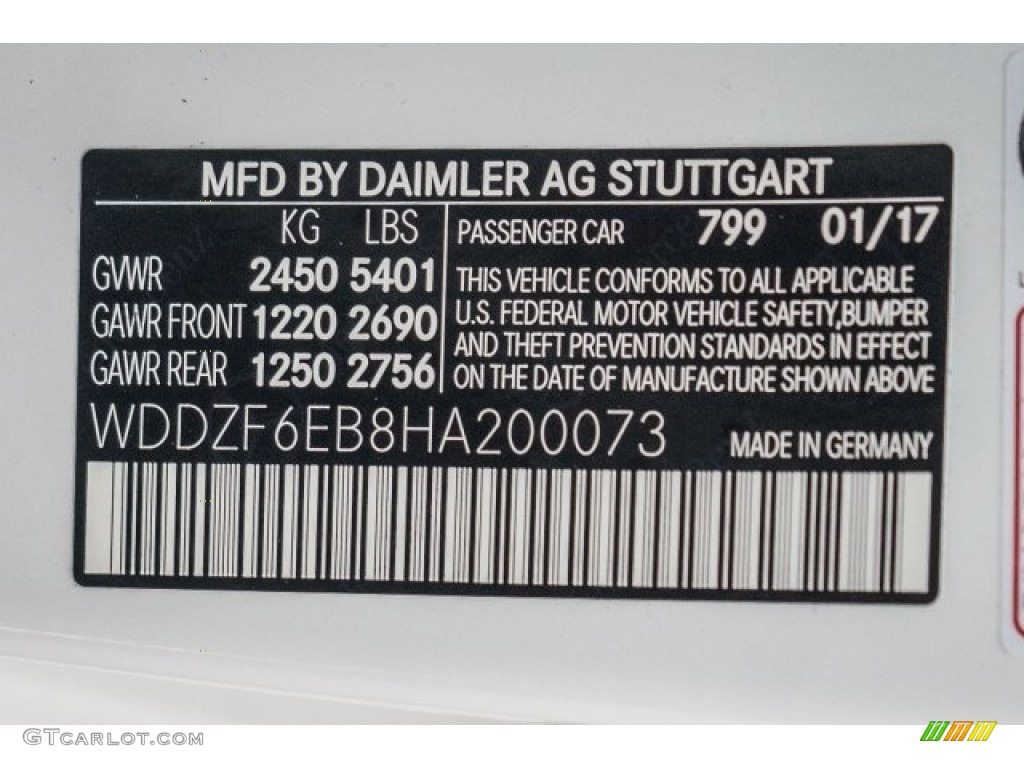 MFD BY DAIMLER AG STUTTGART
KG LBS
GVWR 2450 5401
GAWR FRONT 1220 2690
GAWR REAR 1250 2756
PASSENGER CAR 799 01/17
THIS VEHICLE CONFORMS TO ALL APPLICABLE
U.S. FEDERAL MOTOR VEHICLE SAFETY,BUMPER
AND THEFT PREVENTION STANDARDS IN EFFECT
ON THE DATE OF MANUFACTURE SHOWN ABOVE
WDDZF6EB8HA200073 MADE IN GERMANY
GTCARLOT.COM